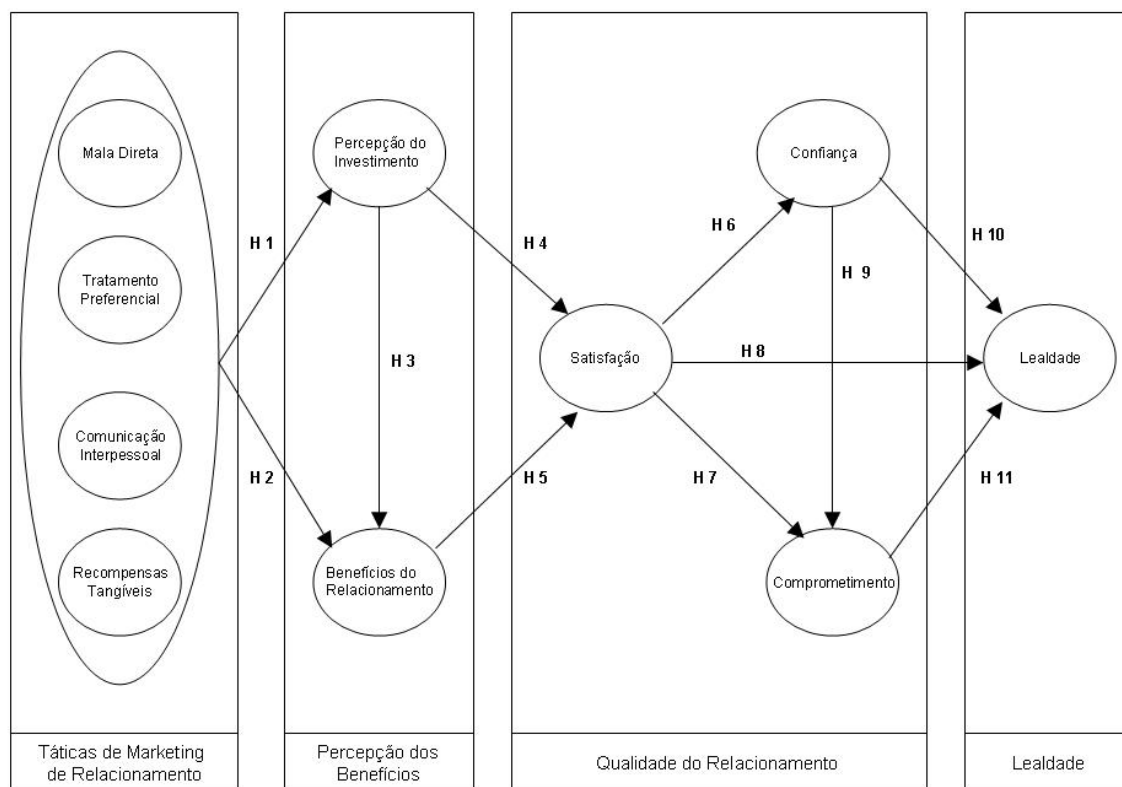 Mala Direta
Tratamento
Preferencial
Comunicação
Interpessoal
Recompensas
Tangíveis
H 1
H 2
Percepção do
Investimento
H 3
Benefícios do
Relacionamento
H 4
H 5
Satisfação
H 6
H 7
H 8
Confiança
H 9
Comprometimento
H 10
H 11
Lealdade
Táticas de Marketing
de Relacionamento
Percepção dos
Benefícios
Qualidade do Relacionamento
Lealdade